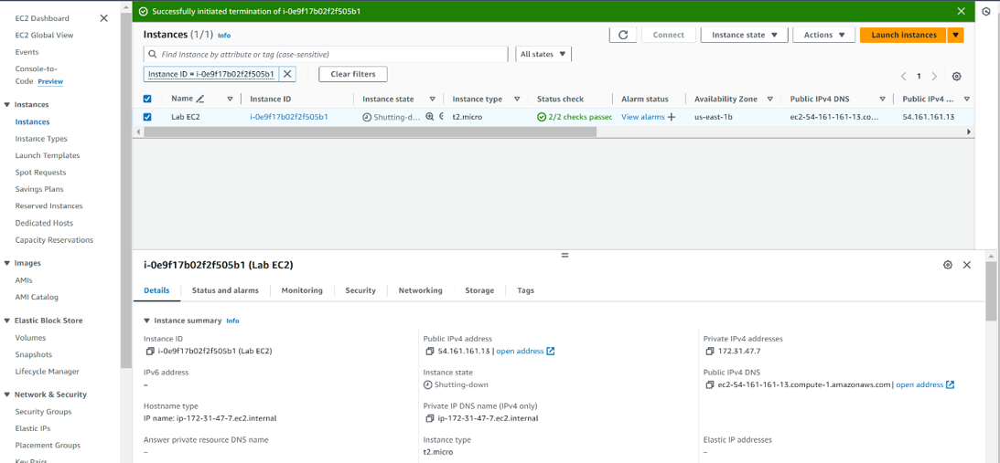 Successfully initiated termination of i-0e9f17b02f2f505b1
EC2 Dashboard
EC2 Global View
Events
Console-to-
Code Preview
Instances
Instances
Instance Types
Launch Templates
Spot Requests
Savings Plans
Reserved Instances
Dedicated Hosts
Capacity Reservations
Images
AMIs
AMI Catalog
Elastic Block Store
Volumes
Snapshots
Lifecycle Manager
Network & Security
Security Groups
Elastic IPs
Placement Groups
Key Pairs
Instances (1/1) Info
Connect
Instance state
Actions
Launch instances
Find Instance by attribute or tag (case-sensitive)
All states
Instance ID = i-0e9f17b02f2f505b1
Clear filters
1
Name Instance ID Instance state Instance type Status check Alarm status Availability Zone Public IPv4 DNS Public IPv4 ...
Lab EC2 i-0e9f17b02f2f505b1 Shutting-d... t2.micro 2/2 checks passec View alarms + us-east-1b ec2-54-161-161-13.co... 54.161.161.13
i-0e9f17b02f2f505b1 (Lab EC2)
Details Status and alarms Monitoring Security Networking Storage Tags
Instance summary Info
Instance ID
i-0e9f17b02f2f505b1 (Lab EC2)
Public IPv4 address
54.161.161.13 | open address
Private IPv4 addresses
172.31.47.7
IPv6 address
–
Instance state
Shutting-down
Public IPv4 DNS
ec2-54-161-161-13.compute-1.amazonaws.com | open address
Hostname type
IP name: ip-172-31-47-7.ec2.internal
Private IP DNS name (IPv4 only)
ip-172-31-47-7.ec2.internal
Answer private resource DNS name
–
Instance type
t2.micro
Elastic IP addresses
–